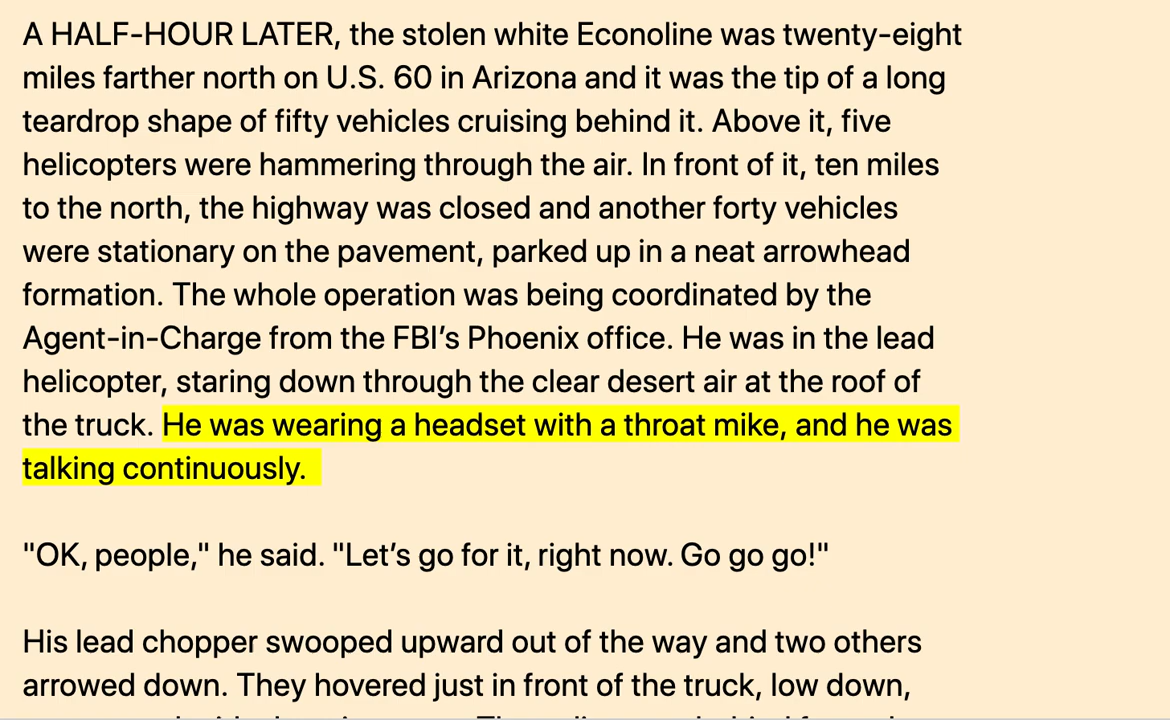 A HALF-HOUR LATER, the stolen white Econoline was twenty-eight
miles farther north on U.S. 60 in Arizona and it was the tip of a long
teardrop shape of fifty vehicles cruising behind it. Above it, five
helicopters were hammering through the air. In front of it, ten miles
to the north, the highway was closed and another forty vehicles
were stationary on the pavement, parked up in a neat arrowhead
formation. The whole operation was being coordinated by the
Agent-in-Charge from the FBI’s Phoenix office. He was in the lead
helicopter, staring down through the clear desert air at the roof of
the truck. He was wearing a headset with a throat mike, and he was
talking continuously.
"OK, people," he said. "Let’s go for it, right now. Go go go!"
His lead chopper swooped upward out of the way and two others
arrowed down. They hovered just in front of the truck, low down,